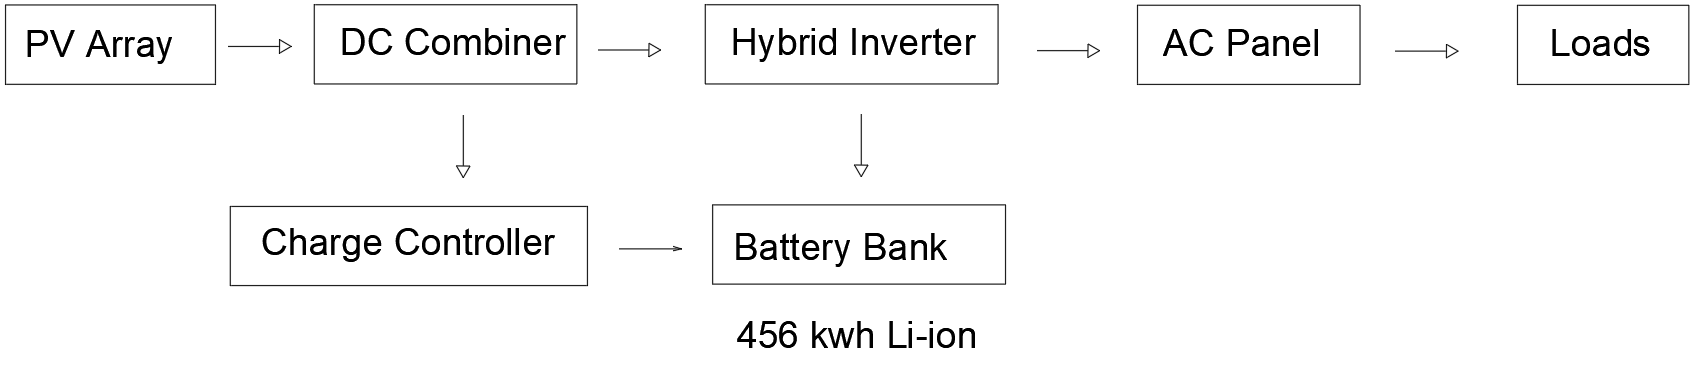 PV Array
DC Combiner
Hybrid Inverter
AC Panel
Loads
Charge Controller
Battery Bank
456 kwh Li-ion